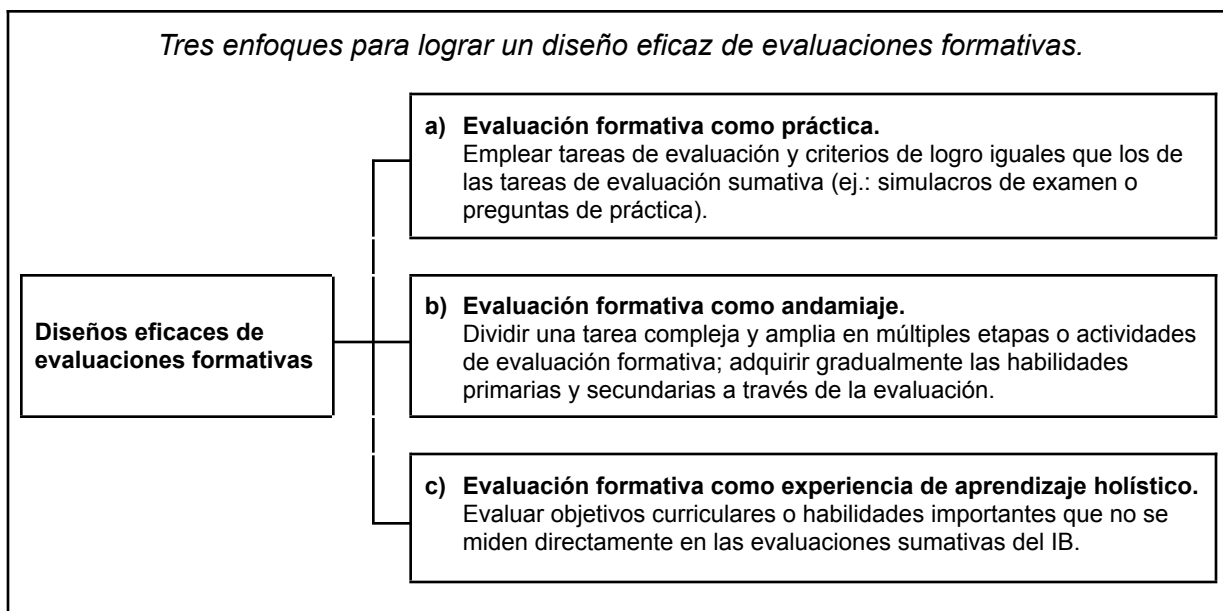 Tres enfoques para lograr un diseño eficaz de evaluaciones formativas.
a) Evaluación formativa como práctica.
Emplear tareas de evaluación y criterios de logro iguales que los de
las tareas de evaluación sumativa (ej.: simulacros de examen o
preguntas de práctica).
Diseños eficaces de
evaluaciones formativas
b) Evaluación formativa como andamiaje.
Dividir una tarea compleja y amplia en múltiples etapas o actividades
de evaluación formativa; adquirir gradualmente las habilidades
primarias y secundarias a través de la evaluación.
c) Evaluación formativa como experiencia de aprendizaje holístico.
Evaluar objetivos curriculares o habilidades importantes que no se
miden directamente en las evaluaciones sumativas del IB.